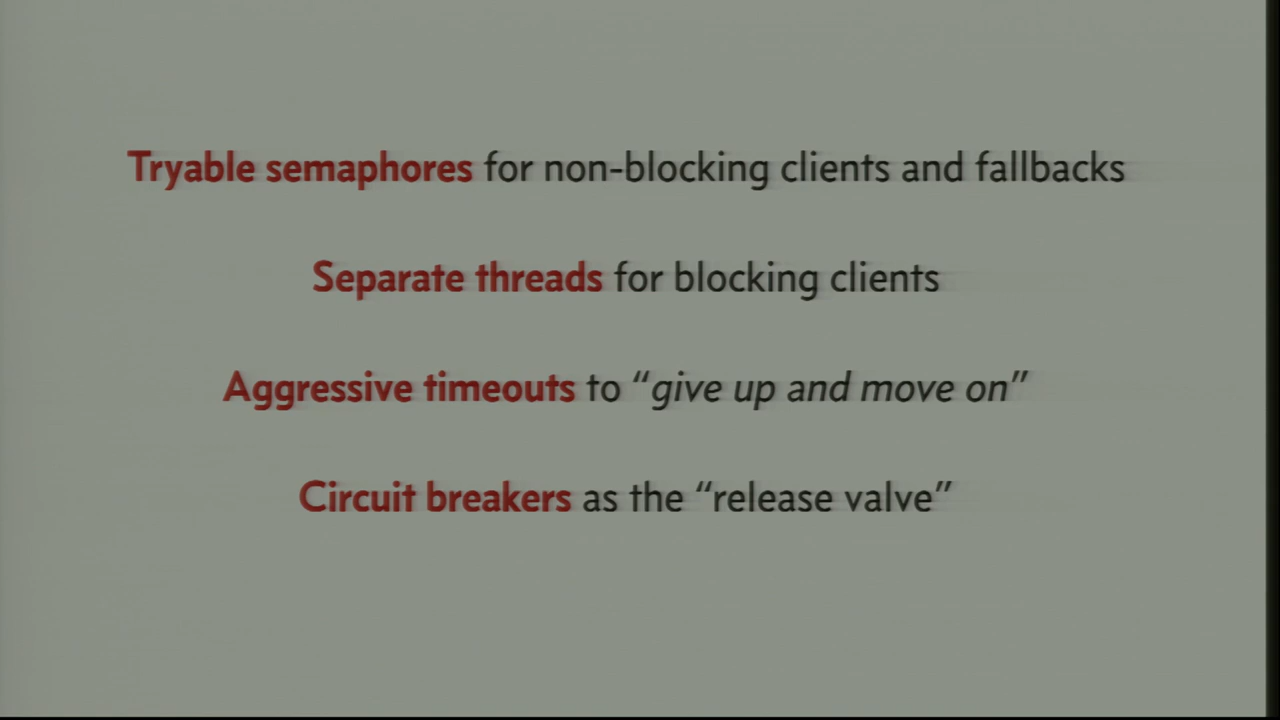 Tryable semaphores for non-blocking clients and fallbacks
Separate threads for blocking clients
Aggressive timeouts to “give up and move on”
Circuit breakers as the “release valve”